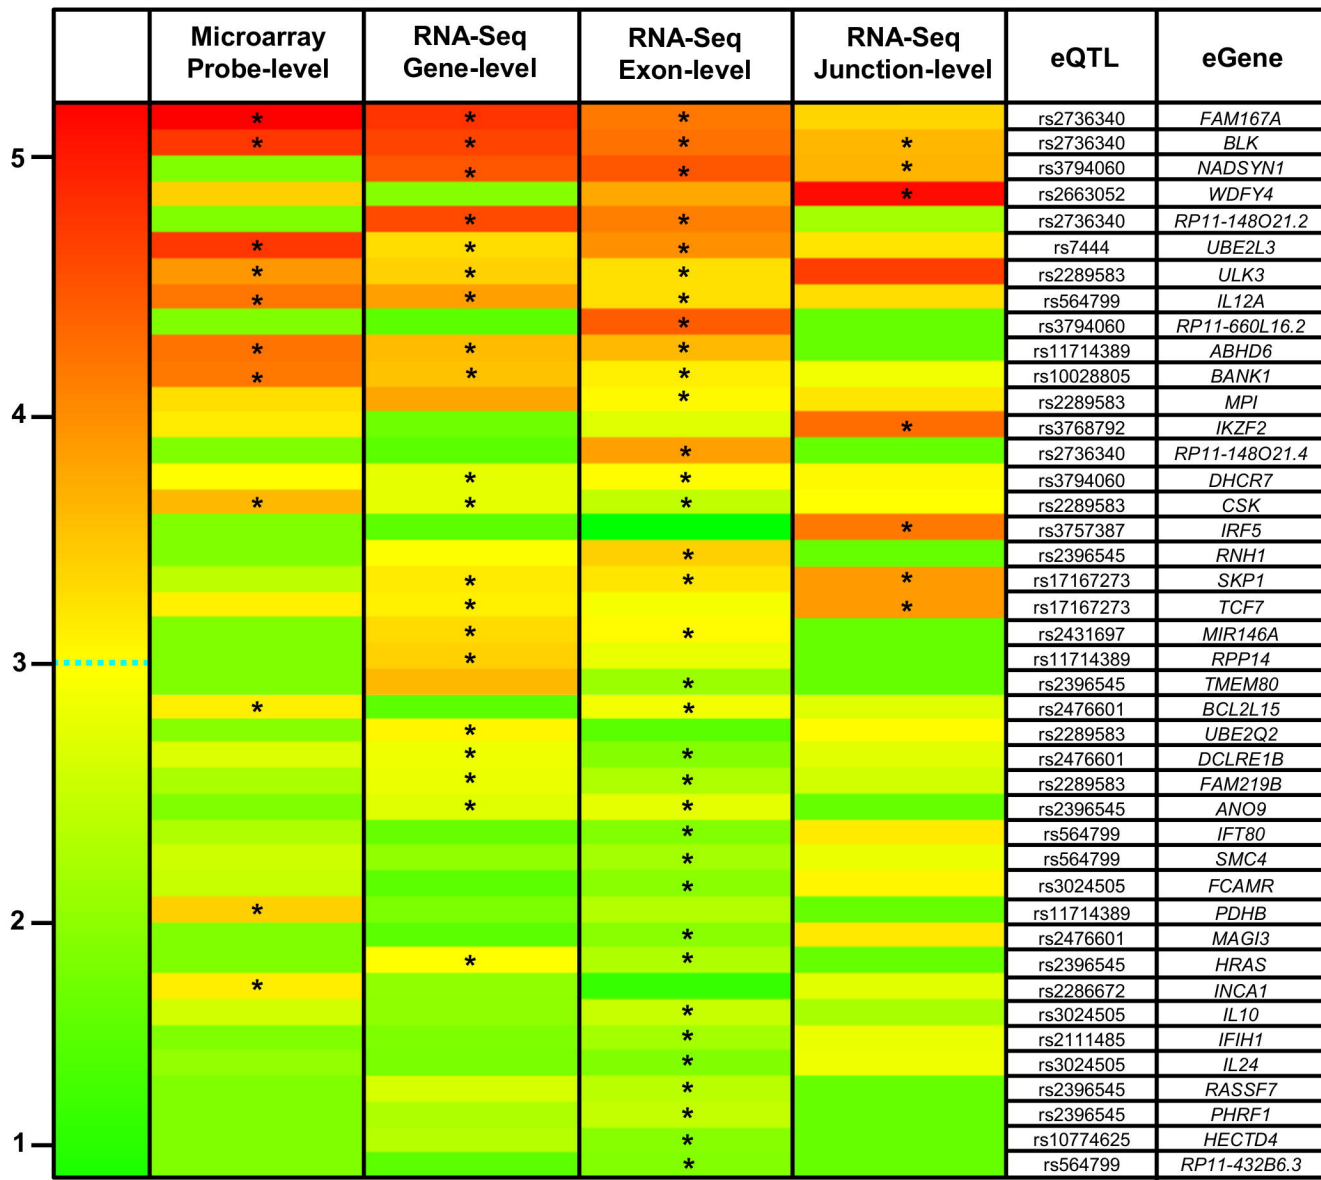 Microarray Probe-level RNA-Seq Gene-level RNA-Seq Exon-level RNA-Seq Junction-level eQTL eGene
* * * rs2736340 FAM167A
5 * * * * rs2736340 BLK
* * * rs3794060 NADSYN1
* rs2663052 WDFY4
* * rs2736340 RP11-148O21.2
* * * rs7444 UBE2L3
* * * rs2289583 ULK3
* * * rs564799 IL12A
* rs3794060 RP11-660L16.2
* * * rs11714389 ABHD6
* * * rs10028805 BANK1
* rs2289583 MPI
4 * rs3768792 IKZF2
* rs2736340 RP11-148O21.4
* * rs3794060 DHCR7
* * * rs2289583 CSK
* rs3757387 IRF5
* rs2396545 RNH1
* * * rs17167273 SKP1
* * rs17167273 TCF7
* * rs2431697 MIR146A
3 * rs11714389 RPP14
* rs2396545 TMEM80
* * rs2476601 BCL2L15
* rs2289583 UBE2Q2
* * rs2476601 DCLRE1B
* * rs2289583 FAM219B
* * rs2396545 ANO9
* rs564799 IFT80
* rs564799 SMC4
* rs3024505 FCAMR
2 * rs11714389 PDHB
* rs2476601 MAGI3
* * rs2396545 HRAS
* rs2286672 INCA1
* rs3024505 IL10
* rs2111485 IFIH1
* rs3024505 IL24
* rs2396545 RASSF7
* rs2396545 PHRF1
1 * rs10774625 HECTD4
* rs564799 RP11-432B6.3